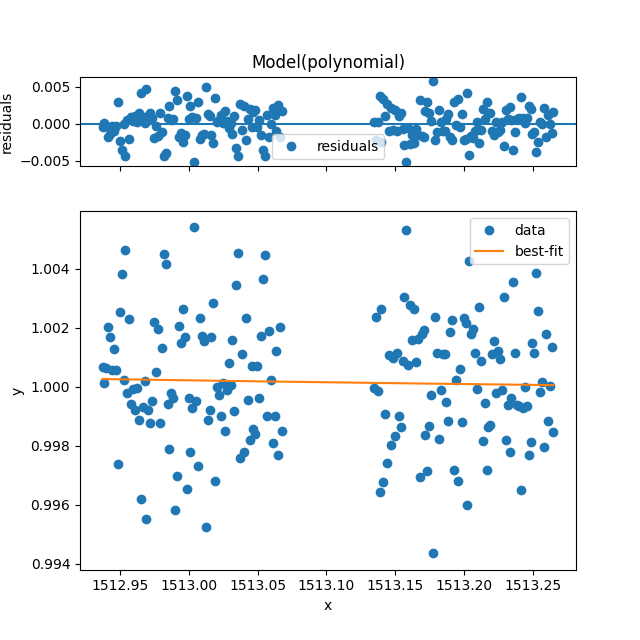 Model(polynomial)
0.005
0.000
−0.005
residuals
residuals
data
best-fit
1.004
1.002
1.000
0.998
0.996
0.994
y
1512.95 1513.00 1513.05 1513.10 1513.15 1513.20 1513.25
x